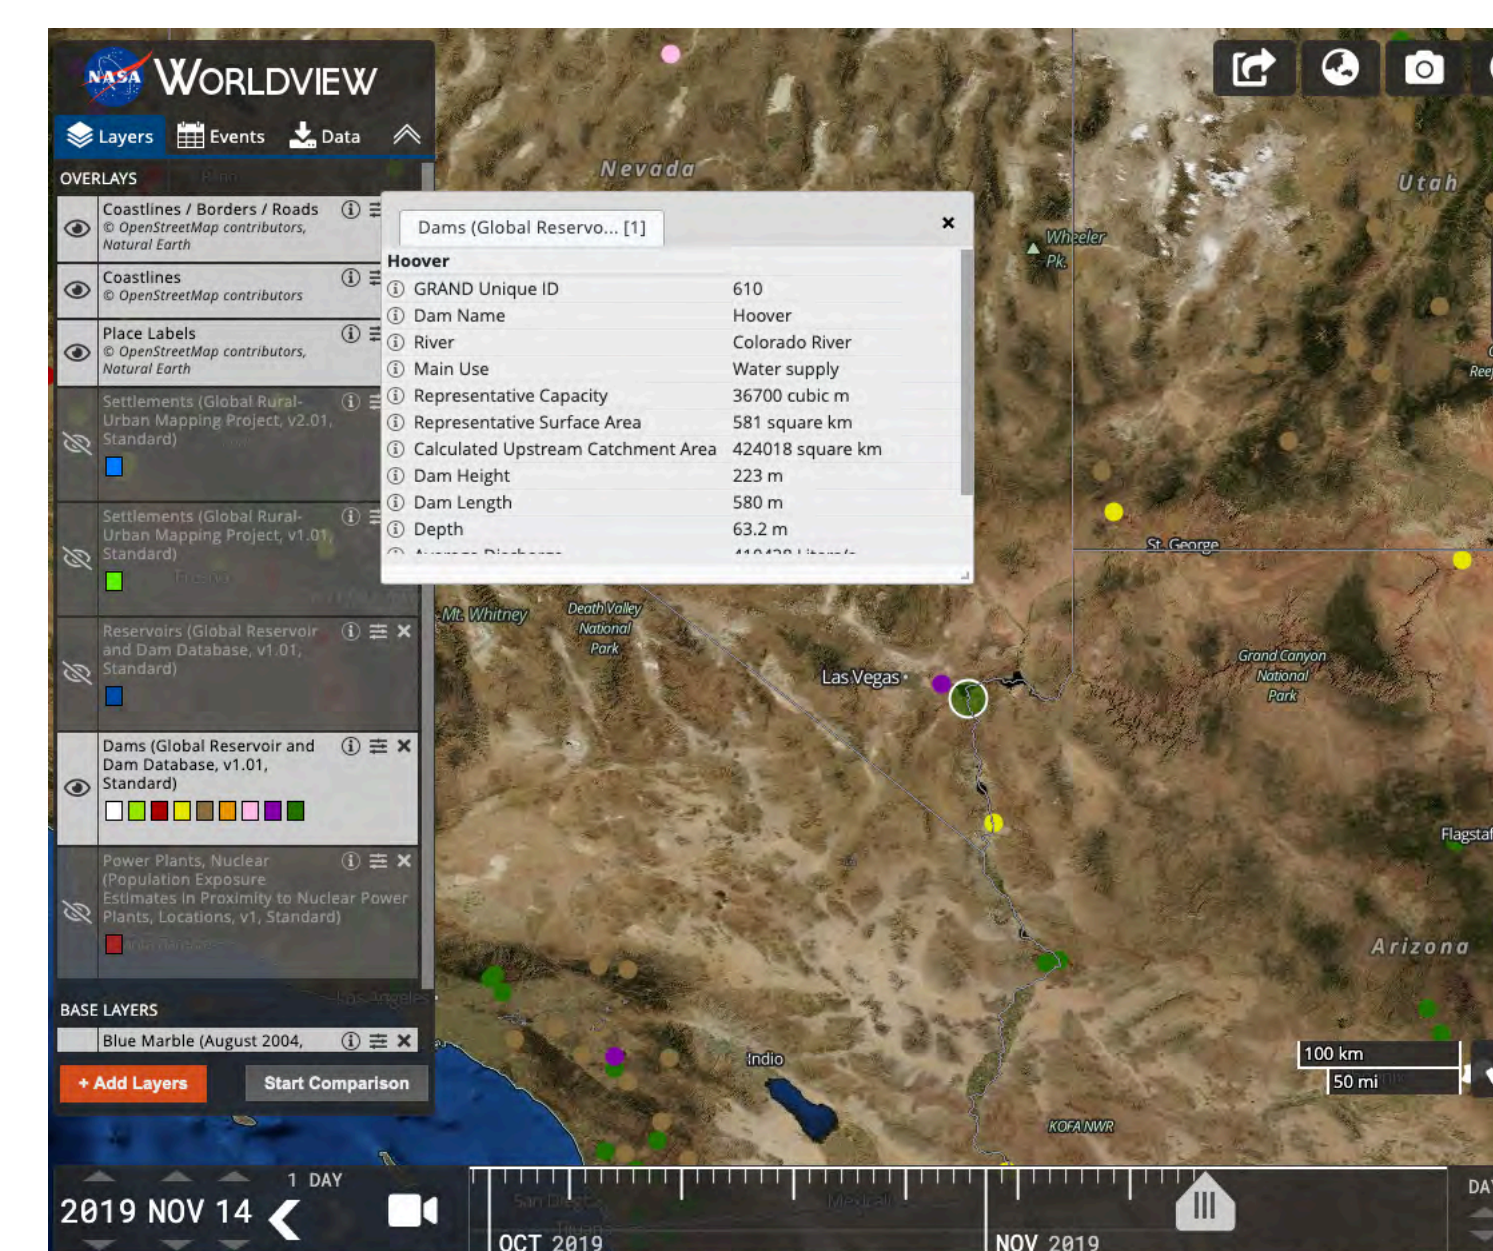 NASA WORLDVIEW
Layers Events Data
OVERLAYS
Coastlines / Borders / Roads
© OpenStreetMap contributors,
Natural Earth
Coastlines
© OpenStreetMap contributors
Place Labels
© OpenStreetMap contributors,
Natural Earth
Settlements (Global Rural-
Urban Mapping Project, v2.01,
Standard)
Settlements (Global Rural-
Urban Mapping Project, v1.01,
Standard)
Reservoirs (Global Reservoir
and Dam Database, v1.01,
Standard)
Dams (Global Reservoir and
Dam Database, v1.01,
Standard)
Power Plants, Nuclear
(Population Exposure
Estimates in Proximity to Nuclear Power
Plants, Locations, v1, Standard)
BASE LAYERS
Blue Marble (August 2004,
+ Add Layers Start Comparison
Dams (Global Reservo... [1]
Hoover
GRAND Unique ID 610
Dam Name Hoover
River Colorado River
Main Use Water supply
Representative Capacity 36700 cubic m
Representative Surface Area 581 square km
Calculated Upstream Catchment Area 424018 square km
Dam Height 223 m
Dam Length 580 m
Depth 63.2 m
Nevada
Utah
Wheeler
Pk.
St. George
Mt. Whitney
Death Valley
National
Park
Las Vegas
Grand Canyon
National
Park
Flagstaf
Arizona
Los Angeles
Indio
KOFA NWR
100 km
50 mi
San Diego
Mexicali
Tijuana
2019 NOV 14
1 DAY
OCT 2019
NOV 2019
DAY